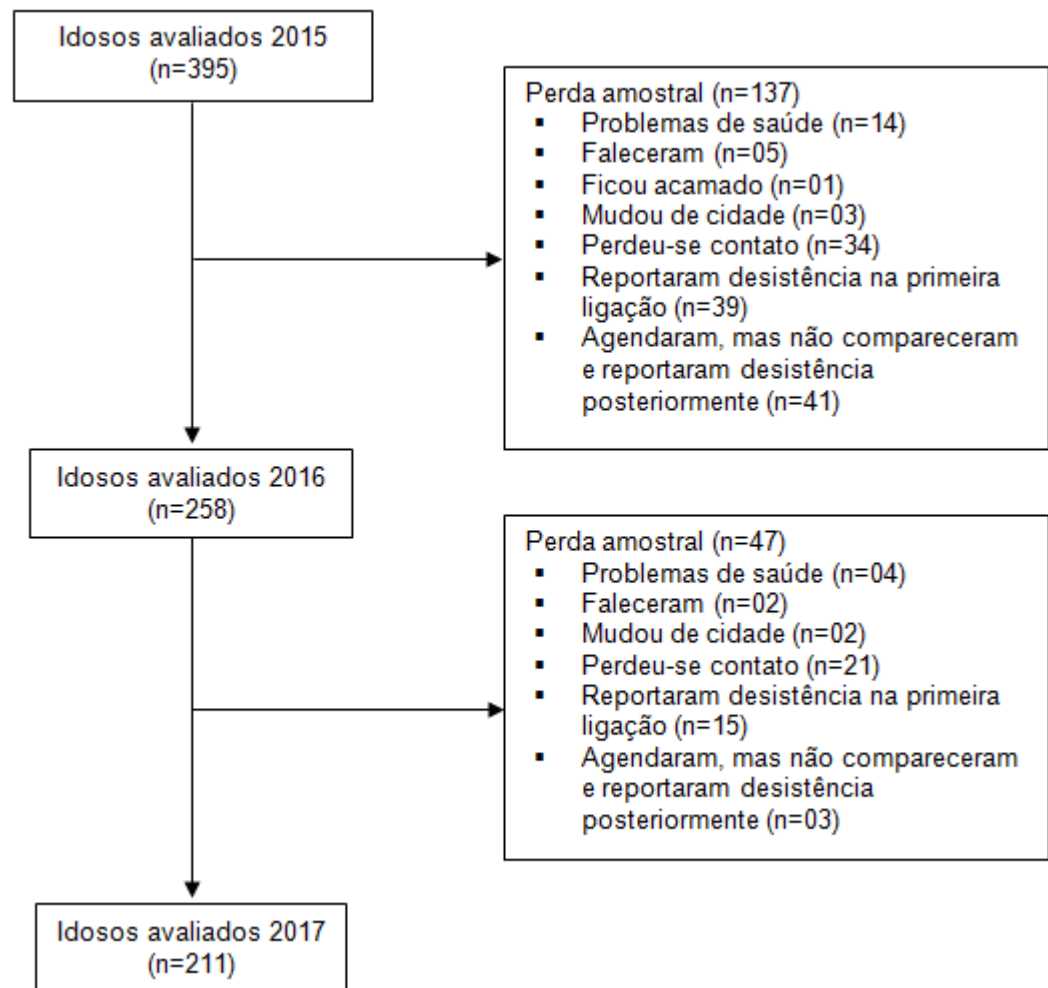 Idosos avaliados 2015
(n=395)
Perda amostral (n=137)
▪ Problemas de saúde (n=14)
▪ Faleceram (n=05)
▪ Ficou acamado (n=01)
▪ Mudou de cidade (n=03)
▪ Perdeu-se contato (n=34)
▪ Reportaram desistência na primeira
ligação (n=39)
▪ Agendaram, mas não compareceram
e reportaram desistência
posteriormente (n=41)
Idosos avaliados 2016
(n=258)
Perda amostral (n=47)
▪ Problemas de saúde (n=04)
▪ Faleceram (n=02)
▪ Mudou de cidade (n=02)
▪ Perdeu-se contato (n=21)
▪ Reportaram desistência na primeira
ligação (n=15)
▪ Agendaram, mas não compareceram
e reportaram desistência
posteriormente (n=03)
Idosos avaliados 2017
(n=211)